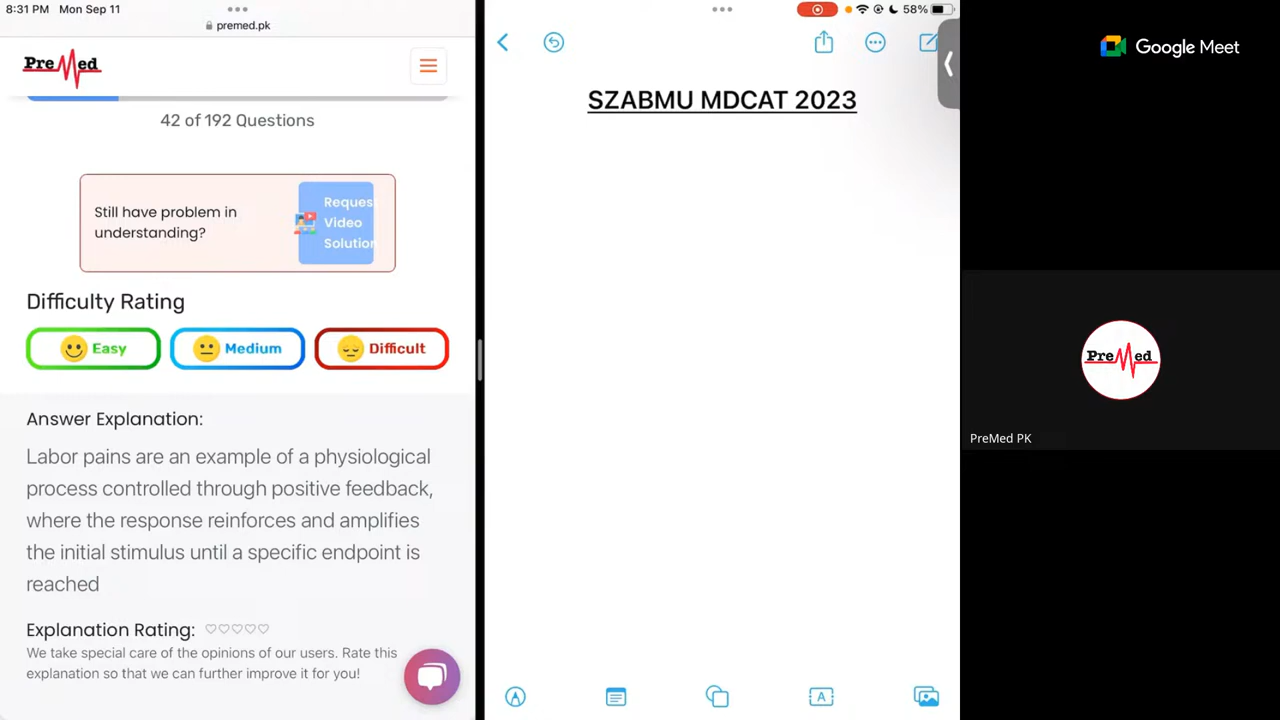 8:31 PM Mon Sep 11
premed.pk
PreMed
42 of 192 Questions
Still have problem in
understanding?
Reques
Video
Solution
Difficulty Rating
Easy
Medium
Difficult
Answer Explanation:
Labor pains are an example of a physiological
process controlled through positive feedback,
where the response reinforces and amplifies
the initial stimulus until a specific endpoint is
reached
Explanation Rating:
We take special care of the opinions of our users. Rate this
explanation so that we can further improve it for you!
58%
SZABMU MDCAT 2023
A
Google Meet
PreMed
PreMed PK